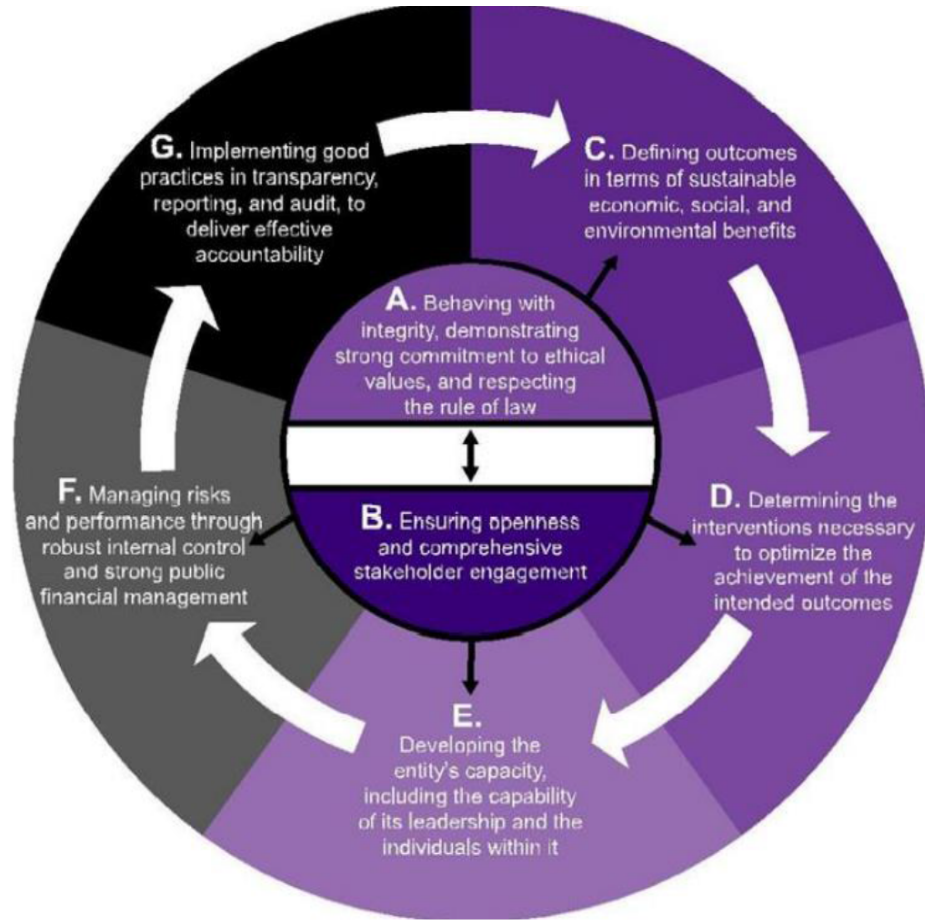 G. Implementing good
practices in transparency,
reporting, and audit, to
deliver effective
accountability
C. Defining outcomes
in terms of sustainable
economic, social, and
environmental benefits
A. Behaving with
integrity, demonstrating
strong commitment to ethical
values, and respecting
the rule of law
B. Ensuring openness
and comprehensive
stakeholder engagement
D. Determining the
interventions necessary
to optimize the
achievement of the
intended outcomes
E.
Developing the
entity's capacity,
including the capability
of its leadership and the
individuals within it
F. Managing risks
and performance through
robust internal control
and strong public
financial management